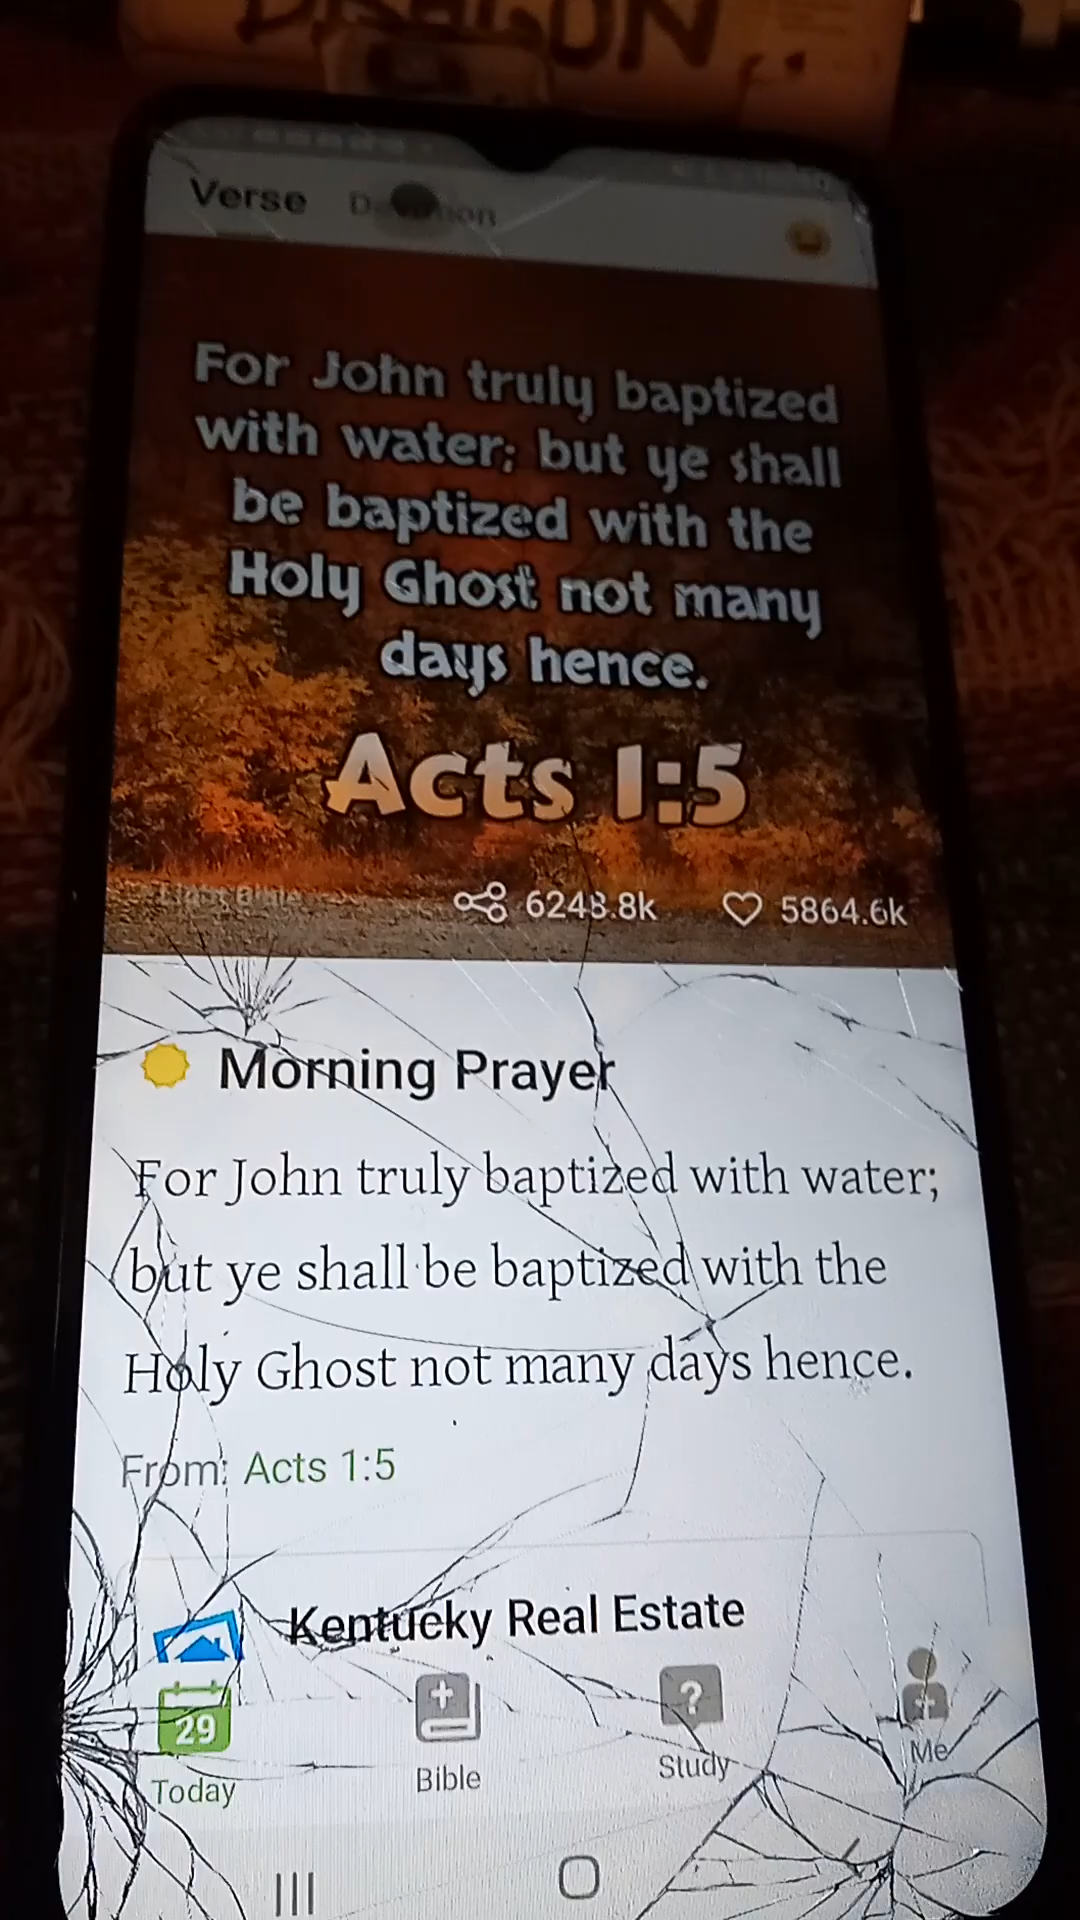 DRAGON
Verse Devotion
For John truly baptized
with water; but ye shall
be baptized with the
Holy Ghost not many
days hence.
Acts 1:5
6248.8k 5864.6k
Morning Prayer
For John truly baptized with water;
but ye shall be baptized with the
Holy Ghost not many days hence.
From: Acts 1:5
Kentucky Real Estate
29
?
Today Bible Study Me